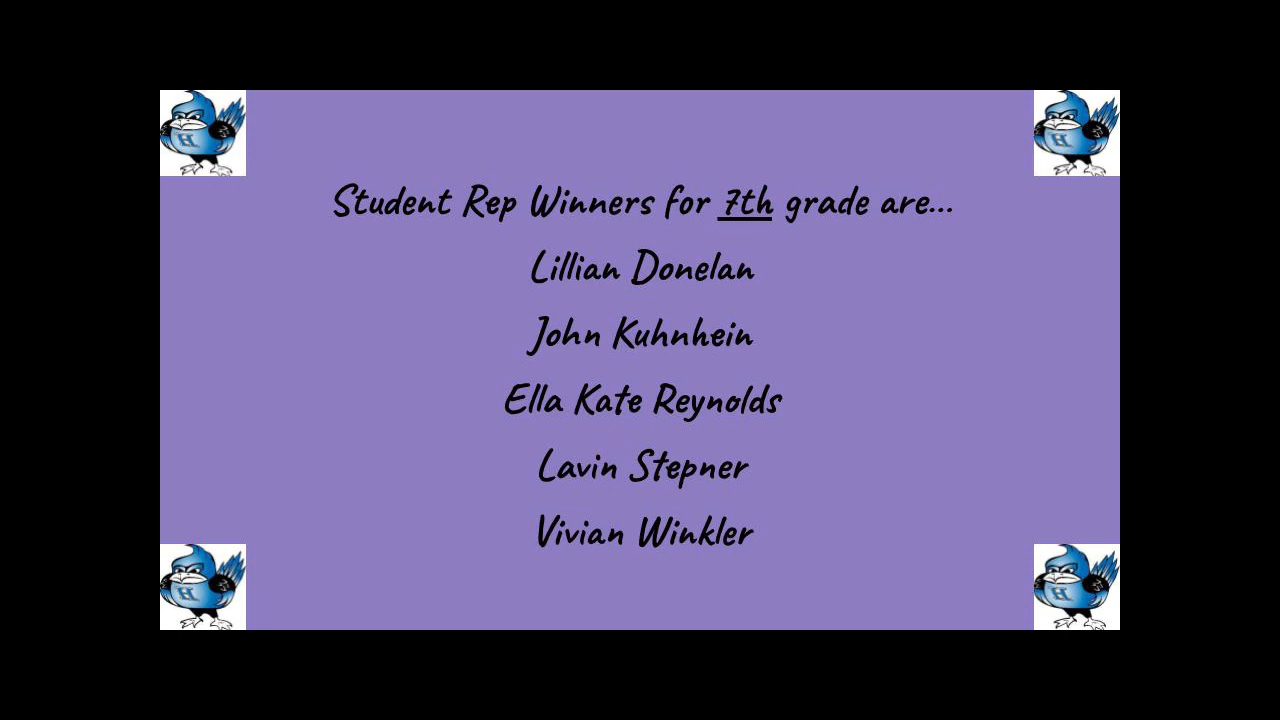 Student Rep Winners for 7th grade are...
Lillian Donelan
John Kuhnhein
Ella Kate Reynolds
Lavin Stepner
Vivian Winkler